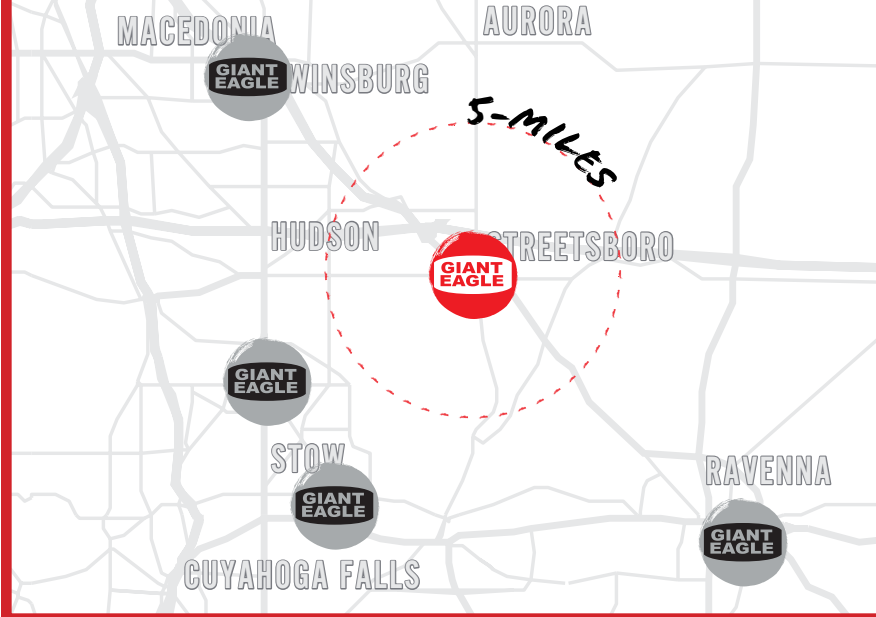 MACEDONIA
AURORA
GIANT
EAGLE
WINSBURG
5-MILES
HUDSON
STREETSBORO
GIANT
EAGLE
GIANT
EAGLE
STOW
GIANT
EAGLE
RAVENNA
GIANT
EAGLE
CUYAHOGA FALLS